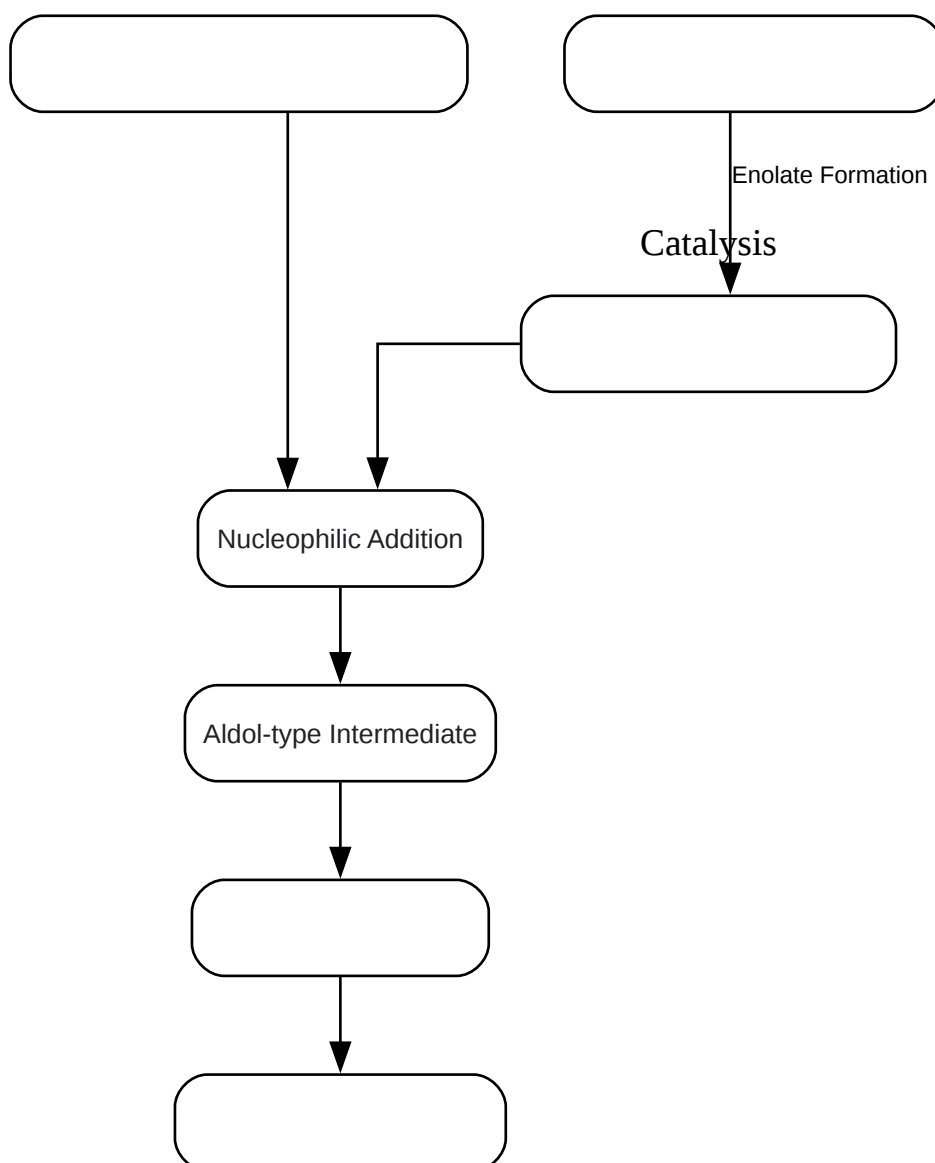 Enolate Formation
Catalysis
Nucleophilic Addition
Aldol-type Intermediate